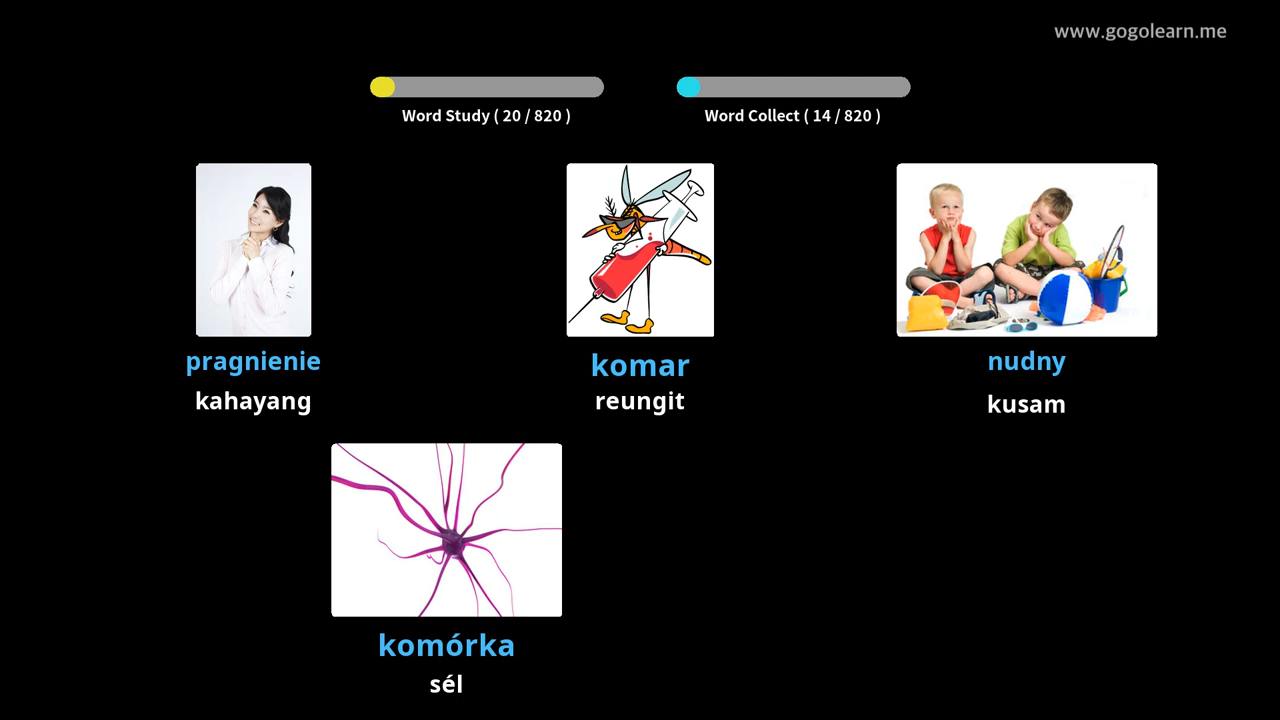 www.gogolearn.me
Word Study ( 20 / 820 )
Word Collect ( 14 / 820 )
pragnienie
kahayang
komar
reungit
nudny
kusam
komórka
sél